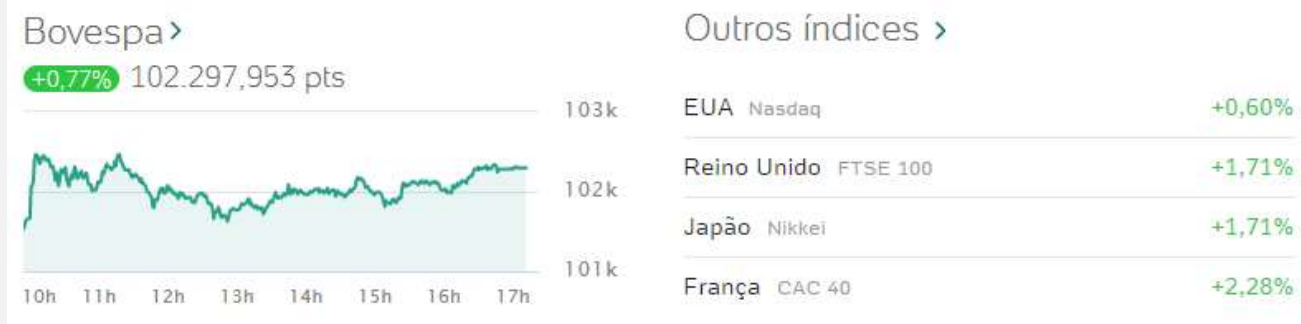 Bovespa
+0,77% 102.297,953 pts
103k
102k
101k
10h 11h 12h 13h 14h 15h 16h 17h
Outros índices
EUA Nasdaq +0,60%
Reino Unido FTSE 100 +1,71%
Japão Nikkei +1,71%
França CAC 40 +2,28%